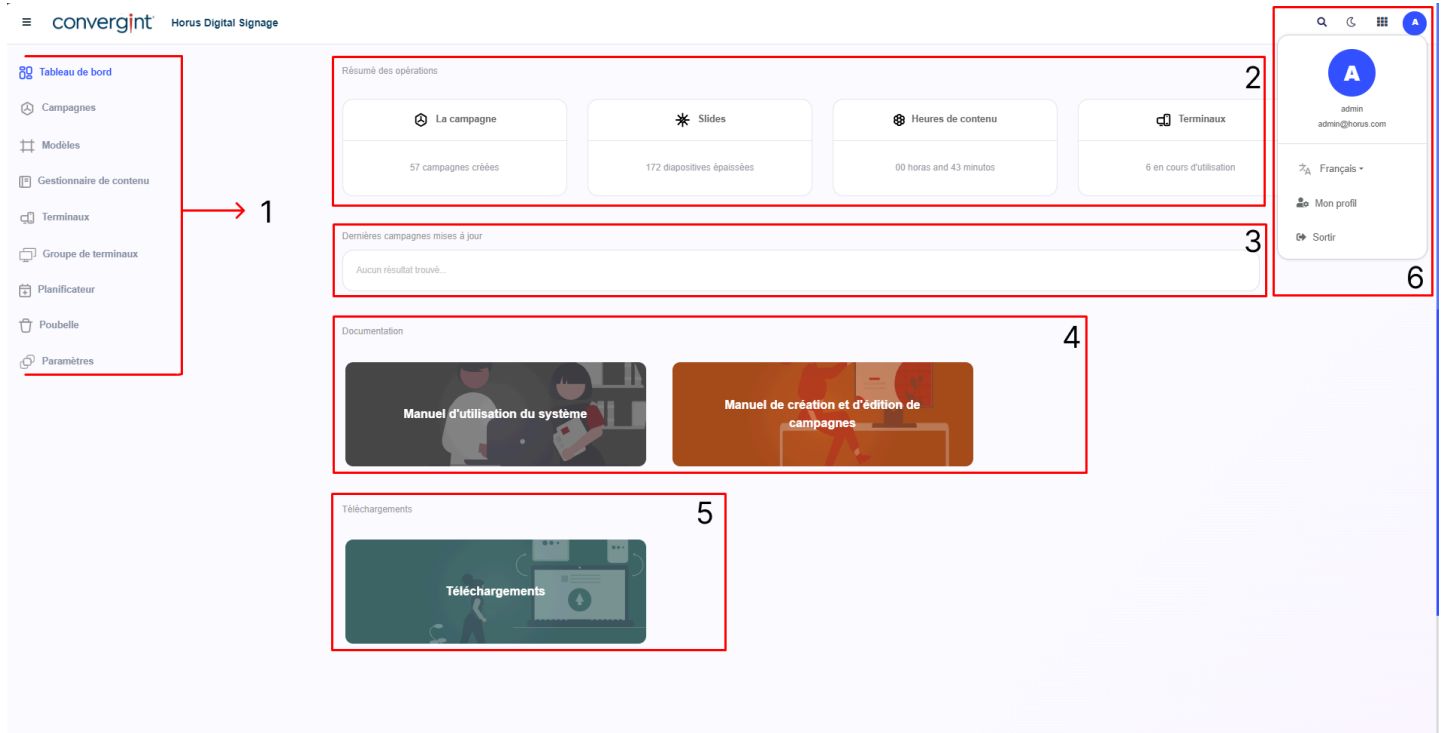 convergint Horus Digital Signage
A
Tableau de bord
Campagnes
Modèles
Gestionnaire de contenu
Terminaux
Groupe de terminaux
Planificateur
Poubelle
Paramètres
1
Résumé des opérations
2
La campagne
57 campagnes créées
Slides
172 diapositives épaissées
Heures de contenu
00 horas and 43 minutos
Terminaux
6 en cours d'utilisation
Dernières campagnes mises á jour
3
Aucun résultat trouvé...
Documentation
4
Manuel d'utilisation du système
Manuel de création et d'édition de
campagnes
Téléchargements
5
Téléchargements
A
admin
admin@horus.com
Français
Mon profil
Sortir
6